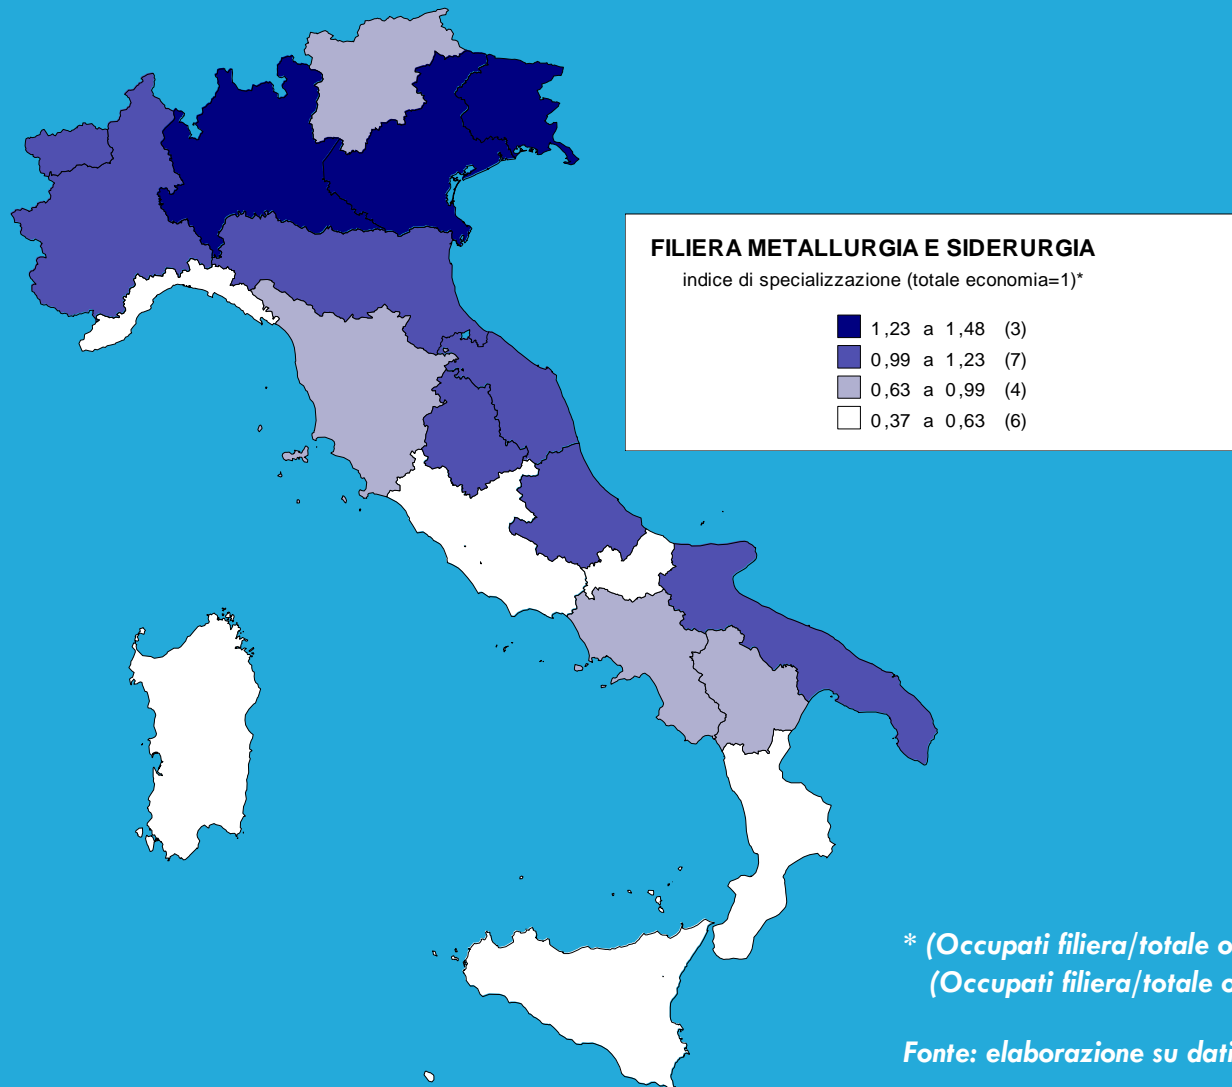 FILIERA METALLURGIA E SIDERURGIA
indice di specializzazione (totale economia=1)*
1,23 a 1,48 (3)
0,99 a 1,23 (7)
0,63 a 0,99 (4)
0,37 a 0,63 (6)
* (Occupati filiera/totale
(Occupati filiera/totale
Fonte: elaborazione su dati